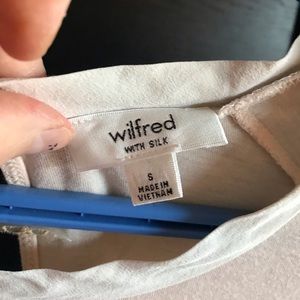 wilfred
WITH SILK
S
MADE IN
VIETNAM